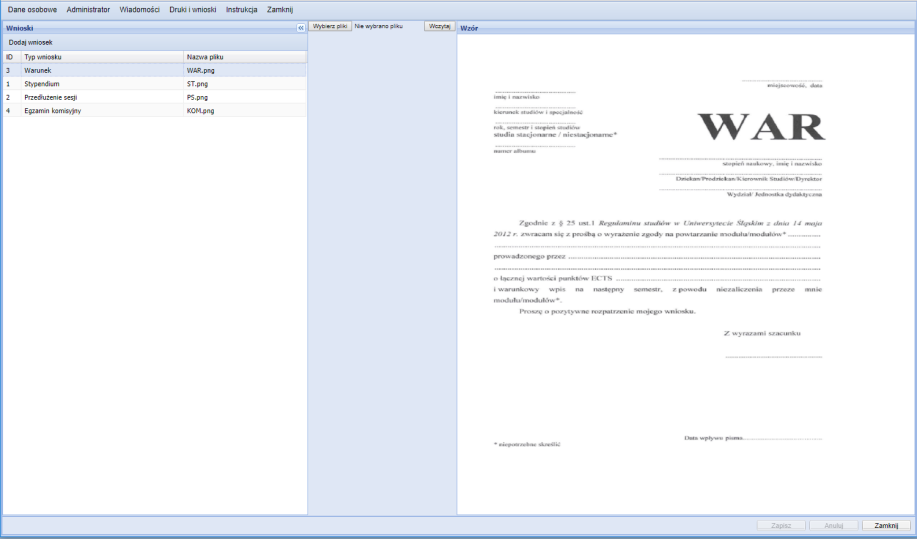 Dane osobowe Administrator Wiadomości Druki i wnioski Instrukcja Zamknij
Wnioski «
Dodaj wniosek
ID Typ wniosku Nazwa pliku
3 Warunek WAR.png
1 Stypendium ST.png
2 Przedłużenie sesji PS.png
4 Egzamin komisyjny KOM.png
Wybierz pliki Nie wybrano pliku Wczytaj
Wzór
miejscowość, data
imię i nazwisko
kierunek studiów i specjalność
rok, semestr i stopień studiów
studia stacjonarne / niestacjonarne*
numer albumu
WAR
stopień naukowy, imię i nazwisko
Dziekan/Prodziekan/Kierownik Studiów/Dyrektor
Wydział/ Jednostka dydaktyczna
Zgodnie z § 25 ust.1 Regulaminu studiów w Uniwersytecie Śląskim z dnia 14 maja
2012 r. zwracam się z prośbą o wyrażenie zgody na powtarzanie modułu/modułów* ................
prowadzonego przez ................
o łącznej wartości punktów ECTS ................
i warunkowy wpis na następny semestr, z powodu niezaliczenia przeze mnie
modułu/modułów*.
Proszę o pozytywne rozpatrzenie mojego wniosku.
Z wyrazami szacunku
Data wpływu pisma................
* niepotrzebne skreślić
Zapisz Anuluj Zamknij